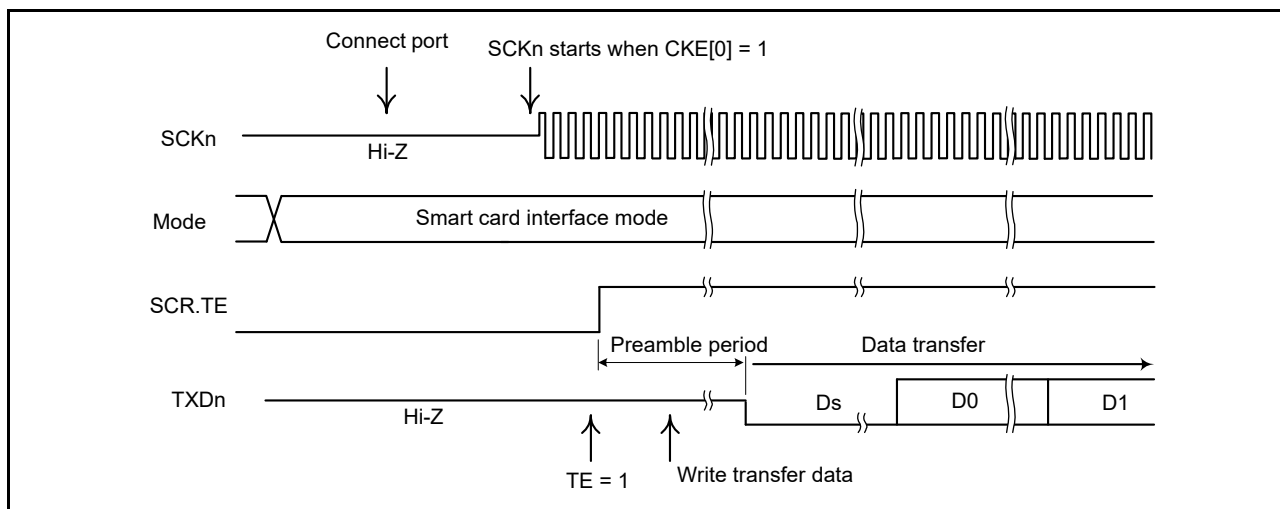 Connect port
SCKn starts when CKE[0] = 1
SCKn
Hi-Z
Mode
Smart card interface mode
SCR.TE
Preamble period
Data transfer
TXDn
Hi-Z
Ds
D0
D1
TE = 1
Write transfer data